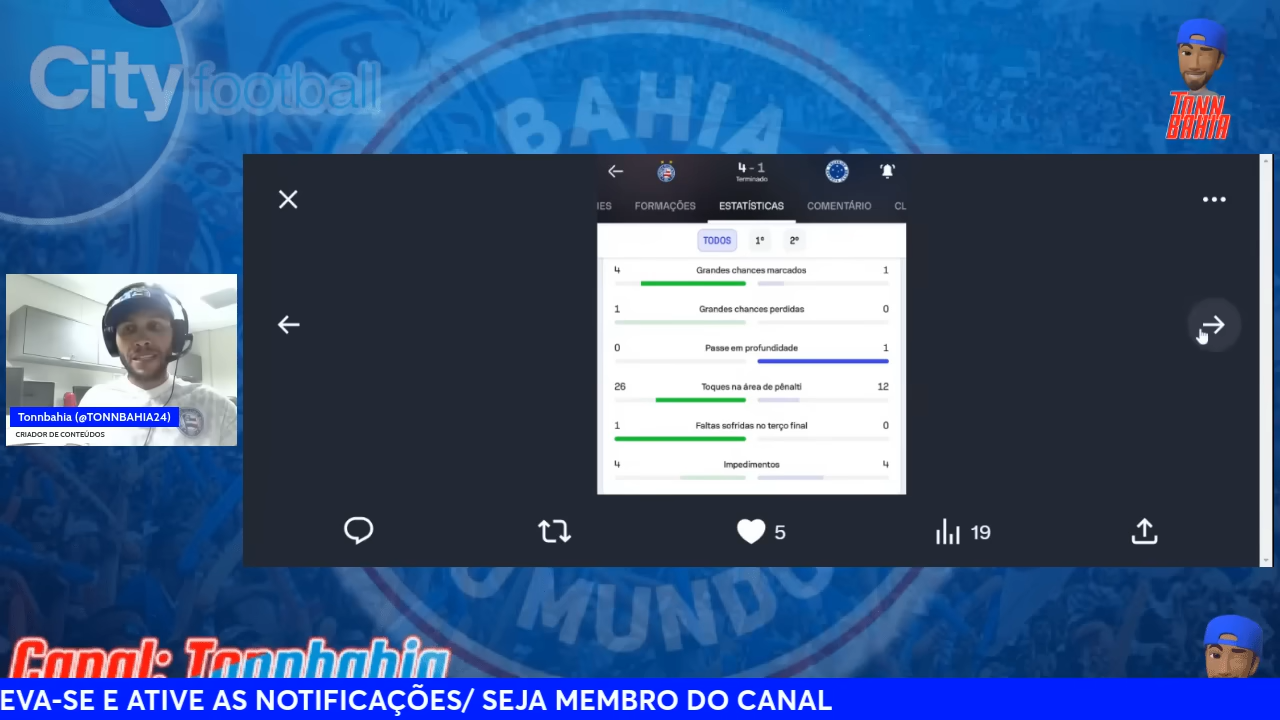 City football
BAHIA
TONN
BAHIA
4 - 1
Terminado
IES FORMAÇÕES ESTATÍSTICAS COMENTÁRIO CL
TODOS 1º 2º
4 Grandes chances marcados 1
1 Grandes chances perdidas 0
0 Passe em profundidade 1
26 Toques na área de pênalti 12
1 Faltas sofridas no terço final 0
4 Impedimentos 4
5
19
Tonnbahia (@TONNBAHIA24)
CRIADOR DE CONTEÚDOS
O MUNDO
Canal: Tonnbahia
EVA-SE E ATIVE AS NOTIFICAÇÕES/ SEJA MEMBRO DO CANAL